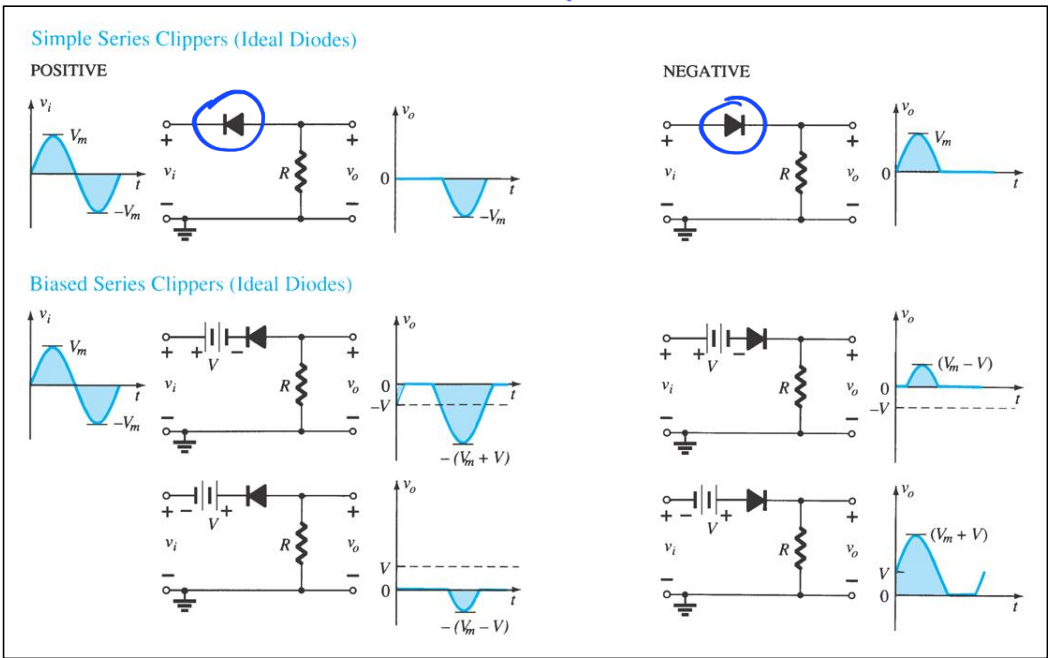 Simple Series Clippers (Ideal Diodes)
POSITIVE
NEGATIVE
v_i
V_m
t
−V_m
+
v_i
−
R
+
v_o
−
v_o
0
t
−V_m
+
v_i
−
R
+
v_o
−
v_o
V_m
0
t
Biased Series Clippers (Ideal Diodes)
v_i
V_m
t
−V_m
+
v_i
−
+ V −
R
+
v_o
−
v_o
0
−V
t
−(V_m + V)
+
v_i
−
+ V −
R
+
v_o
−
v_o
(V_m − V)
0
−V
t
+
v_i
−
− V +
R
+
v_o
−
v_o
V
0
t
−(V_m − V)
+
v_i
−
− V +
R
+
v_o
−
v_o
(V_m + V)
V
0
t